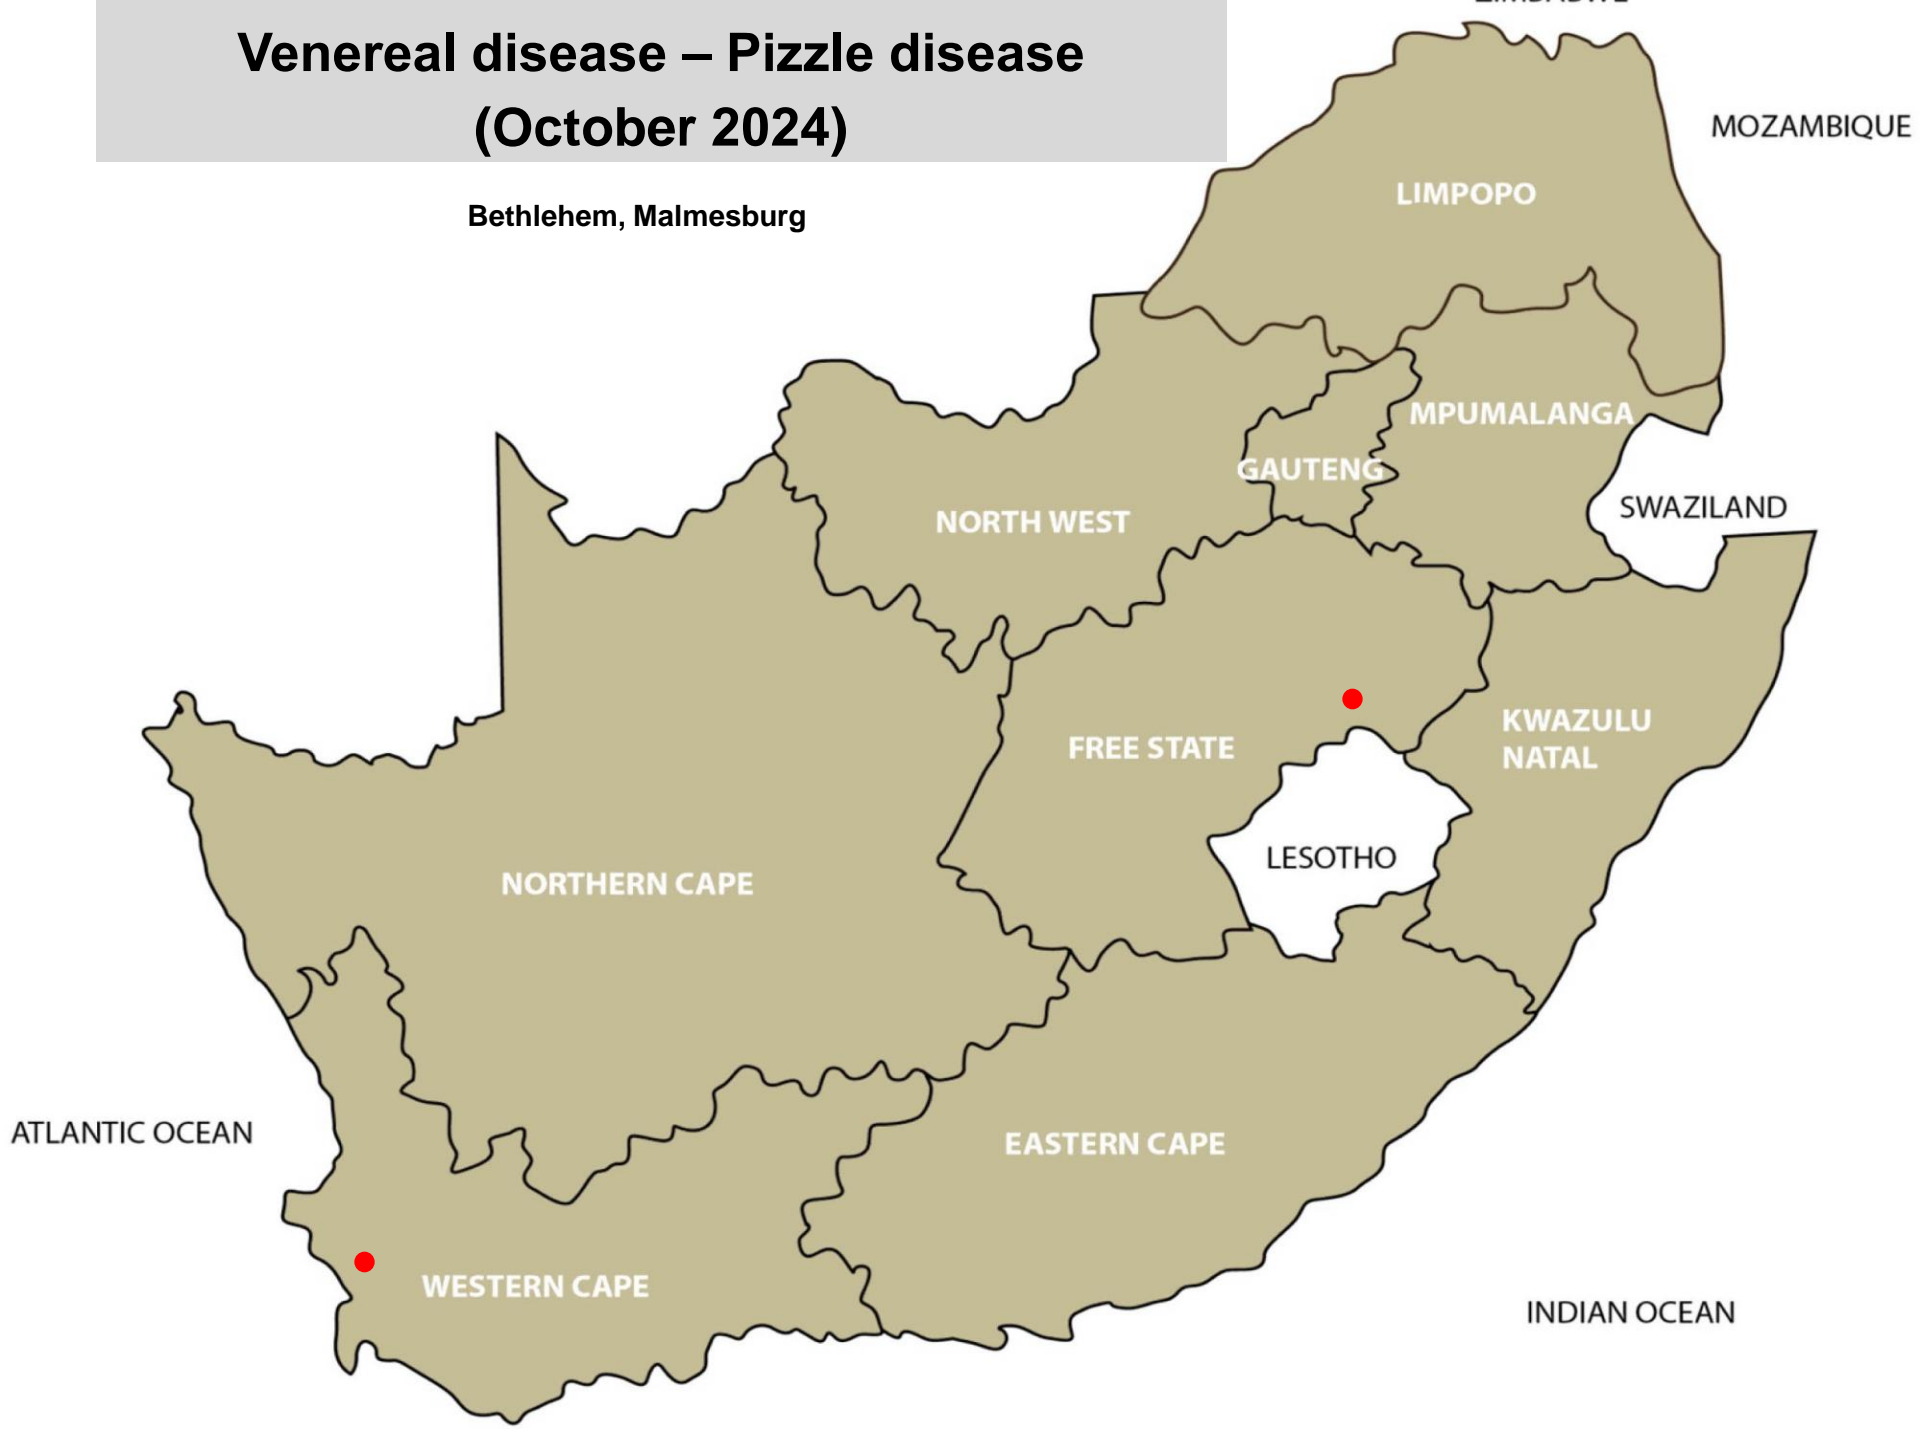 Venereal disease – Pizzle disease
(October 2024)
Bethlehem, Malmesburg
MOZAMBIQUE
LIMPOPO
MPUMALANGA
GAUTENG
SWAZILAND
NORTH WEST
KWAZULU
NATAL
FREE STATE
LESOTHO
NORTHERN CAPE
ATLANTIC OCEAN
EASTERN CAPE
WESTERN CAPE
INDIAN OCEAN